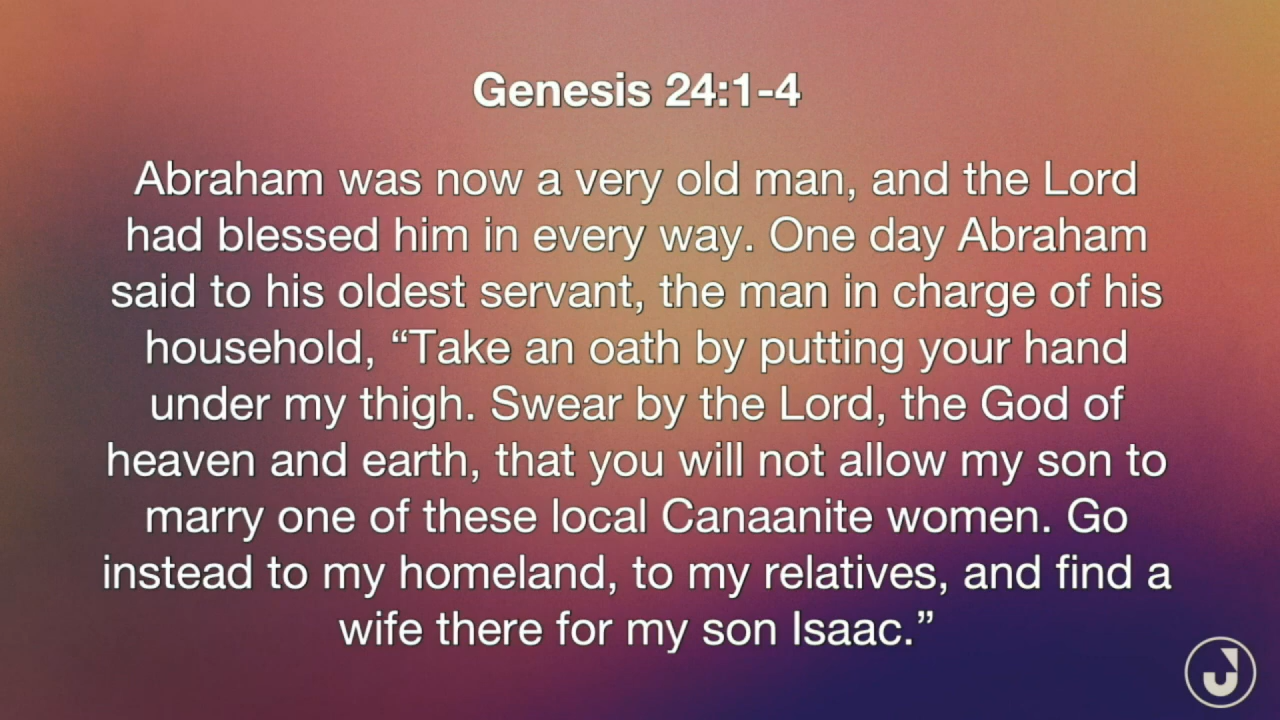 Genesis 24:1-4
Abraham was now a very old man, and the Lord
had blessed him in every way. One day Abraham
said to his oldest servant, the man in charge of his
household, “Take an oath by putting your hand
under my thigh. Swear by the Lord, the God of
heaven and earth, that you will not allow my son to
marry one of these local Canaanite women. Go
instead to my homeland, to my relatives, and find a
wife there for my son Isaac.”
J